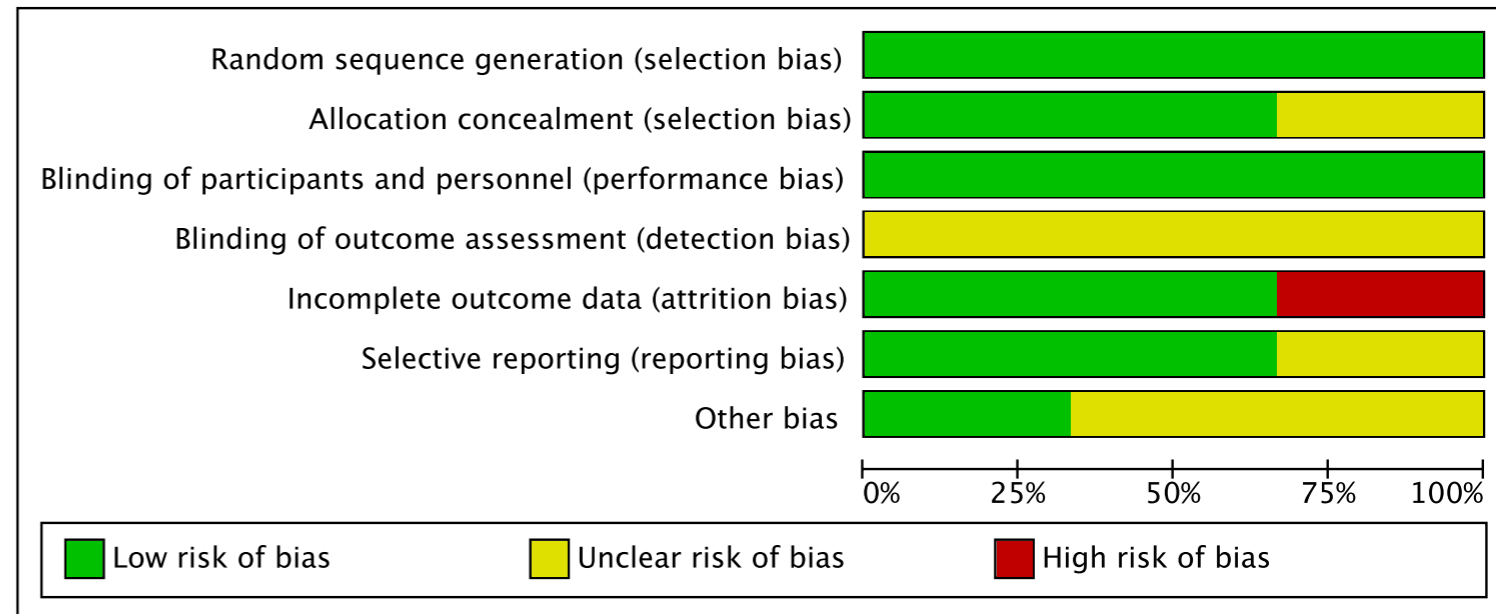 Random sequence generation (selection bias)
Allocation concealment (selection bias)
Blinding of participants and personnel (performance bias)
Blinding of outcome assessment (detection bias)
Incomplete outcome data (attrition bias)
Selective reporting (reporting bias)
Other bias
0% 25% 50% 75% 100%
Low risk of bias Unclear risk of bias High risk of bias